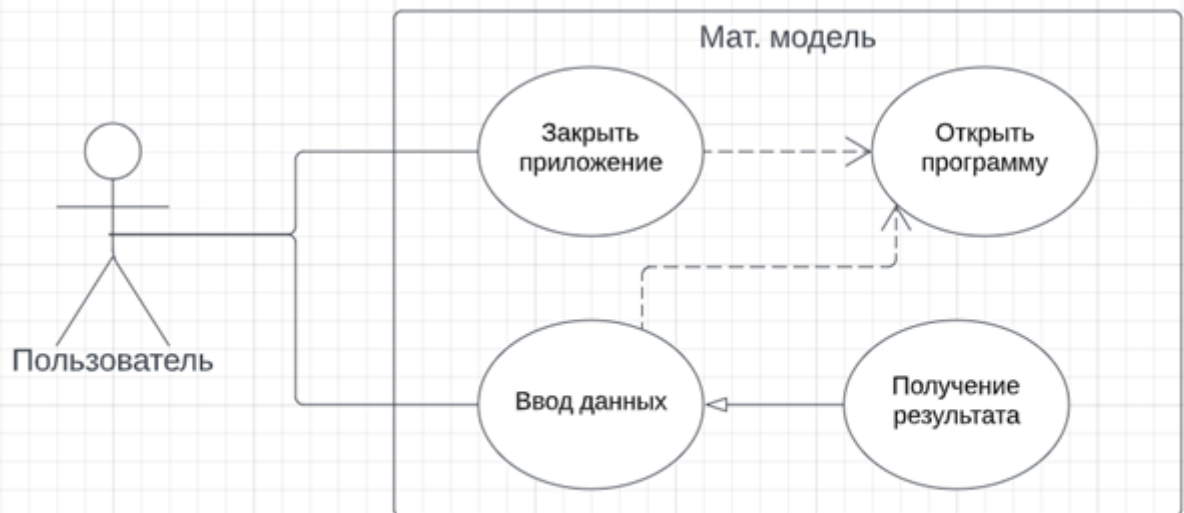 Мат. модель
Закрыть
приложение
Открыть
программу
Пользователь
Ввод данных
Получение
результата